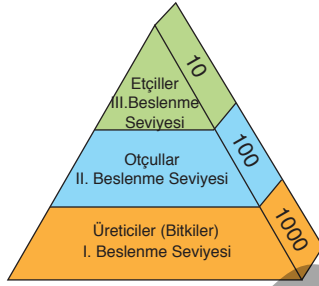 Etçiller
III.Beslenme
Seviyesi
10
Otçullar
II. Beslenme Seviyesi
100
Üreticiler (Bitkiler)
I. Beslenme Seviyesi
1000